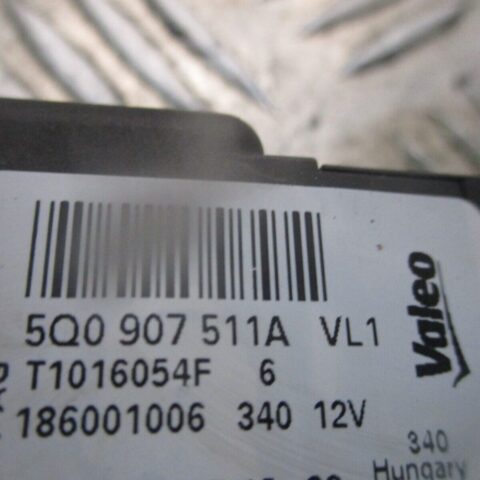 5Q0 907 511A VL1
T1016054F 6
186001006 340 12V
Valeo
340
Hungary